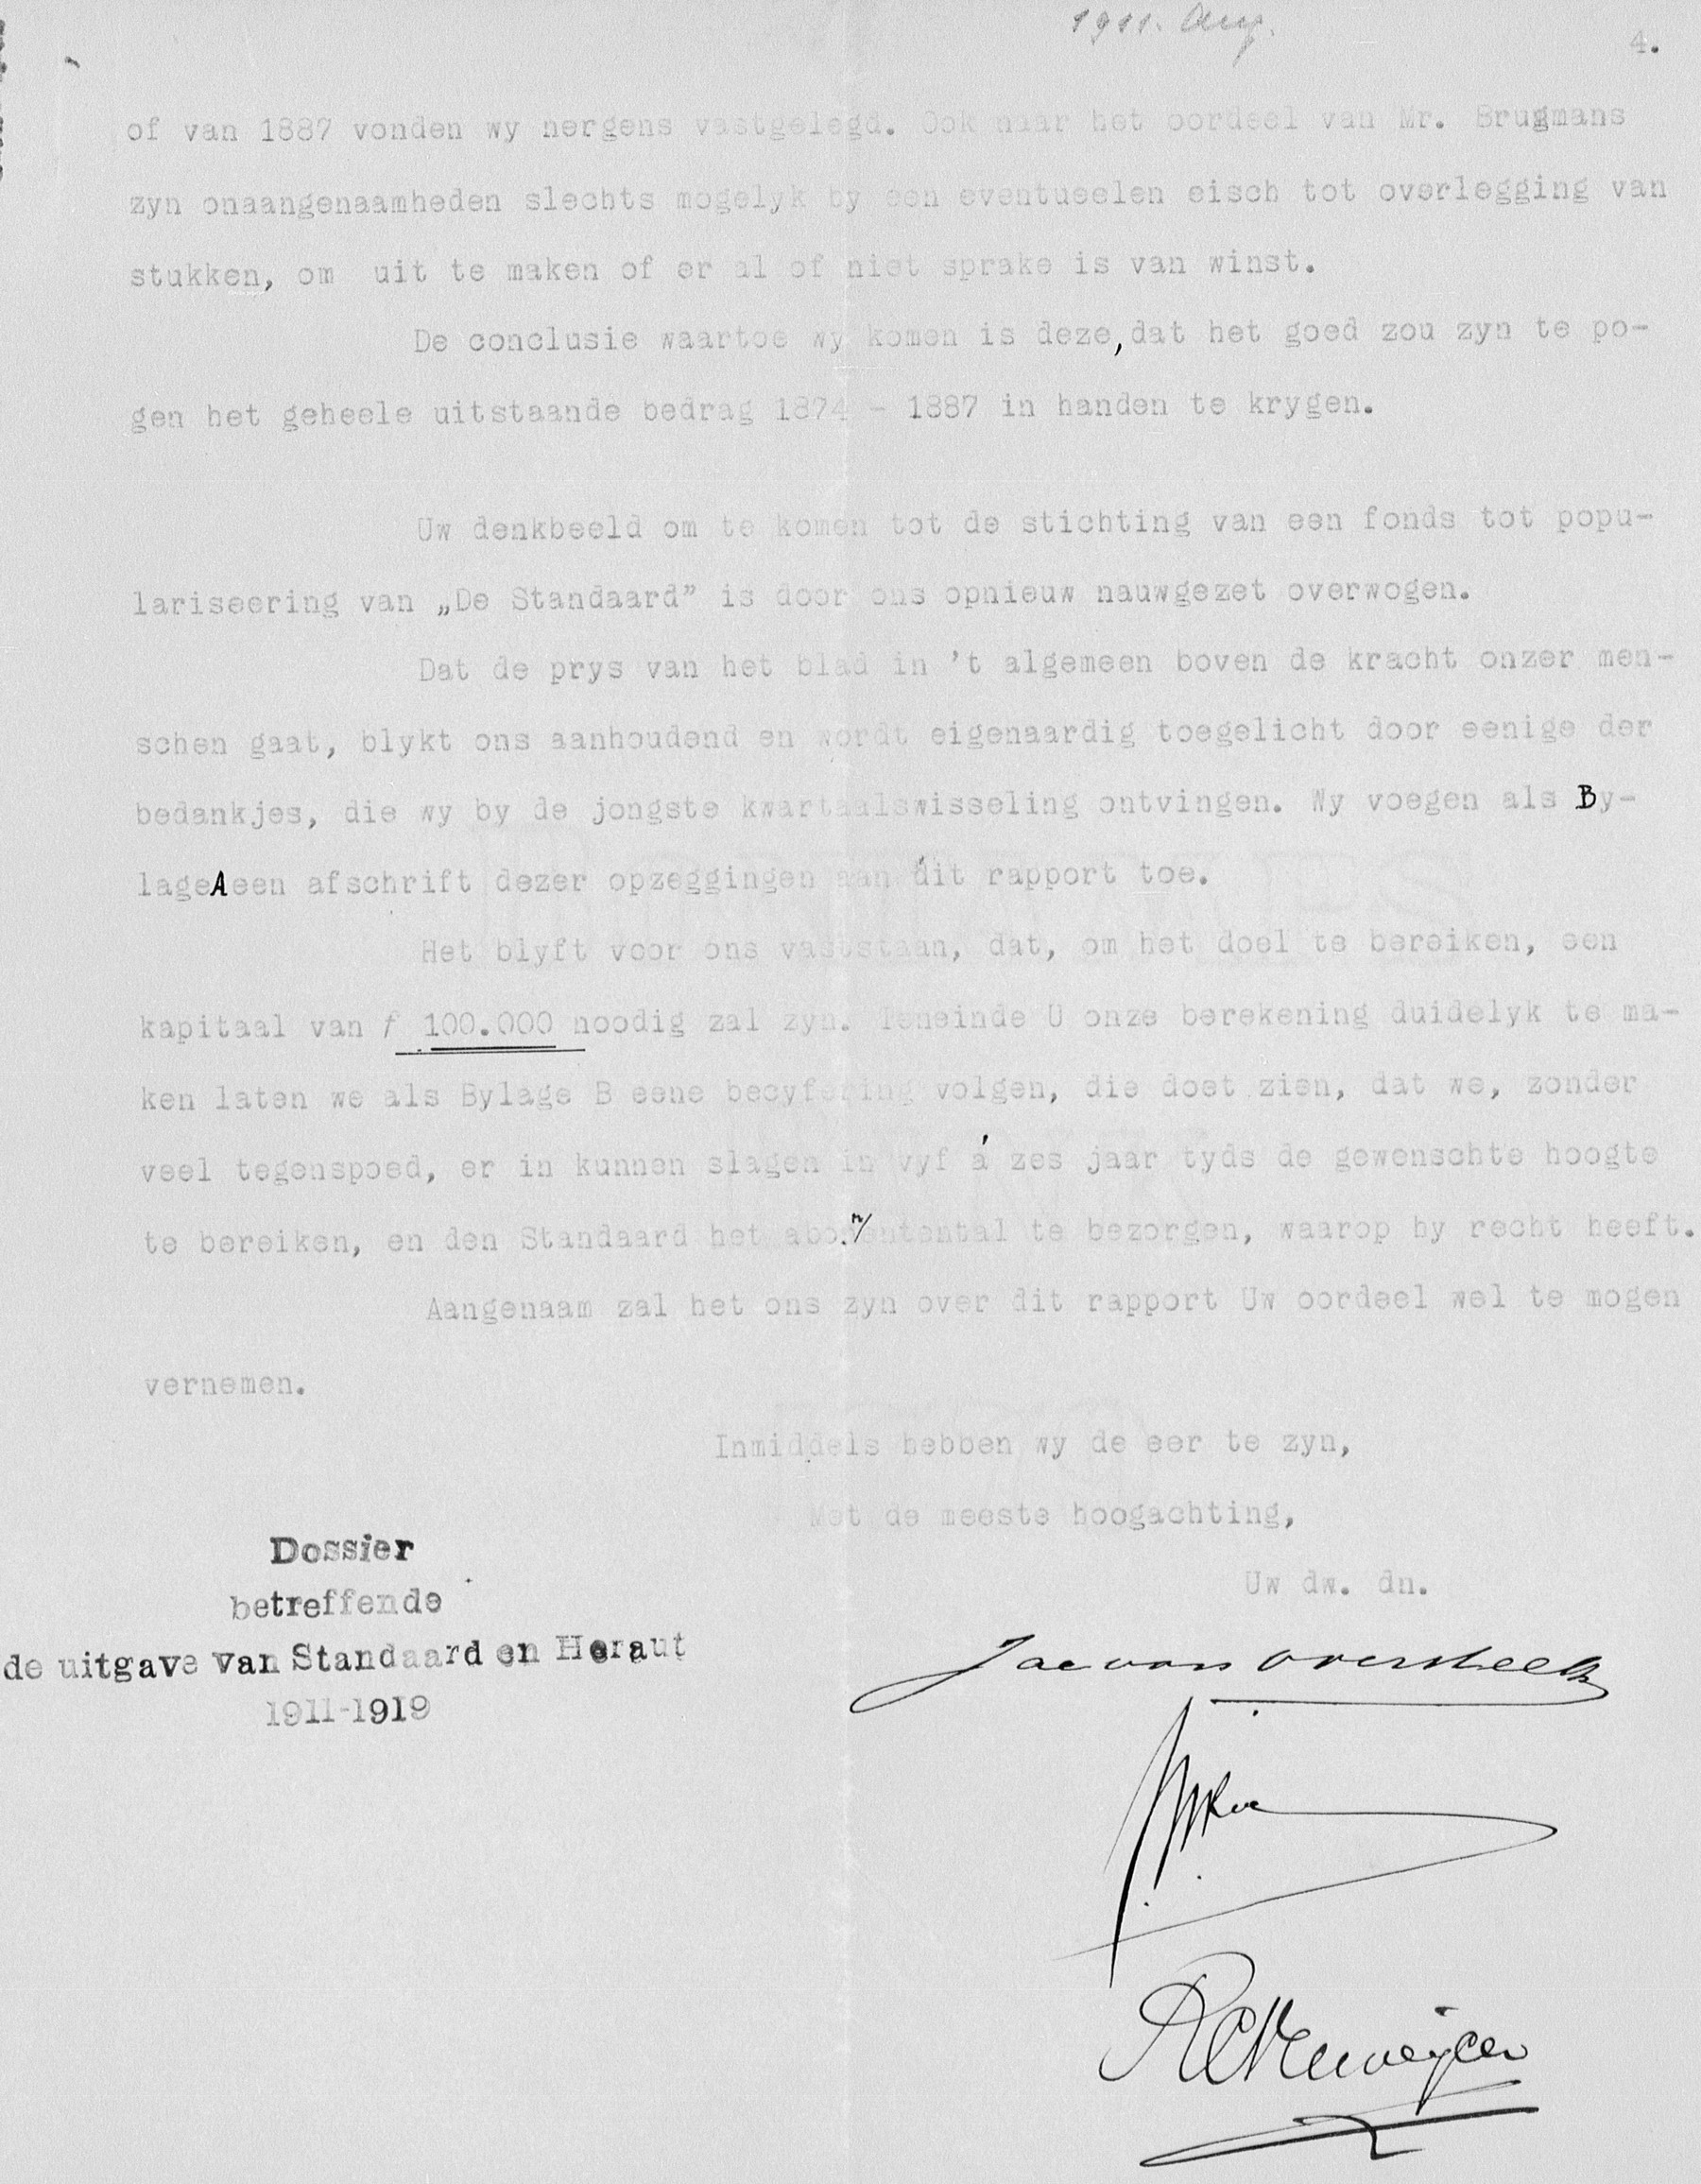 1911. Aug.
4.
of van 1887 vonden wy nergens vastgelegd. Ook naar het oordeel van Mr. Brugmans
zyn onaangenaamheden slechts mogelyk by een eventueelen eisch tot overlegging van
stukken, om uit te maken of er al of niet sprake is van winst.
De conclusie waartoe wy komen is deze, dat het goed zou zyn te po-
gen het geheele uitstaande bedrag 1874 - 1887 in handen te krygen.
Uw denkbeeld om te komen tot de stichting van een fonds tot popu-
lariseering van „De Standaard” is door ons opnieuw nauwgezet overwogen.
Dat de prys van het blad in 't algemeen boven de kracht onzer men-
schen gaat, blykt ons aanhoudend en wordt eigenaardig toegelicht door eenige der
bedankjes, die wy by de jongste kwartaalswisseling ontvingen. Wy voegen als By-
lage A een afschrift dezer opzeggingen aan dit rapport toe.
Het blyft voor ons vaststaan, dat, om het doel te bereiken, een
kapitaal van f 100.000 noodig zal zyn. Teneinde U onze berekening duidelyk te ma-
ken laten we als Bylage B eene becyfering volgen, die doet zien, dat we, zonder
veel tegenspoed, er in kunnen slagen in vyf á zes jaar tyds de gewenschte hoogte
te bereiken, en den Standaard het te bezorgen, waarop hy recht heeft.
Aangenaam zal het ons zyn over dit rapport Uw oordeel wel te mogen
vernemen.
Inmiddels hebben wy de eer te zyn,
Met de meeste hoogachting,
Uw dw. dn.
Dossier
betreffende
de uitgave van Standaard en Heraut
1911-1919
Jac van Oversteeg